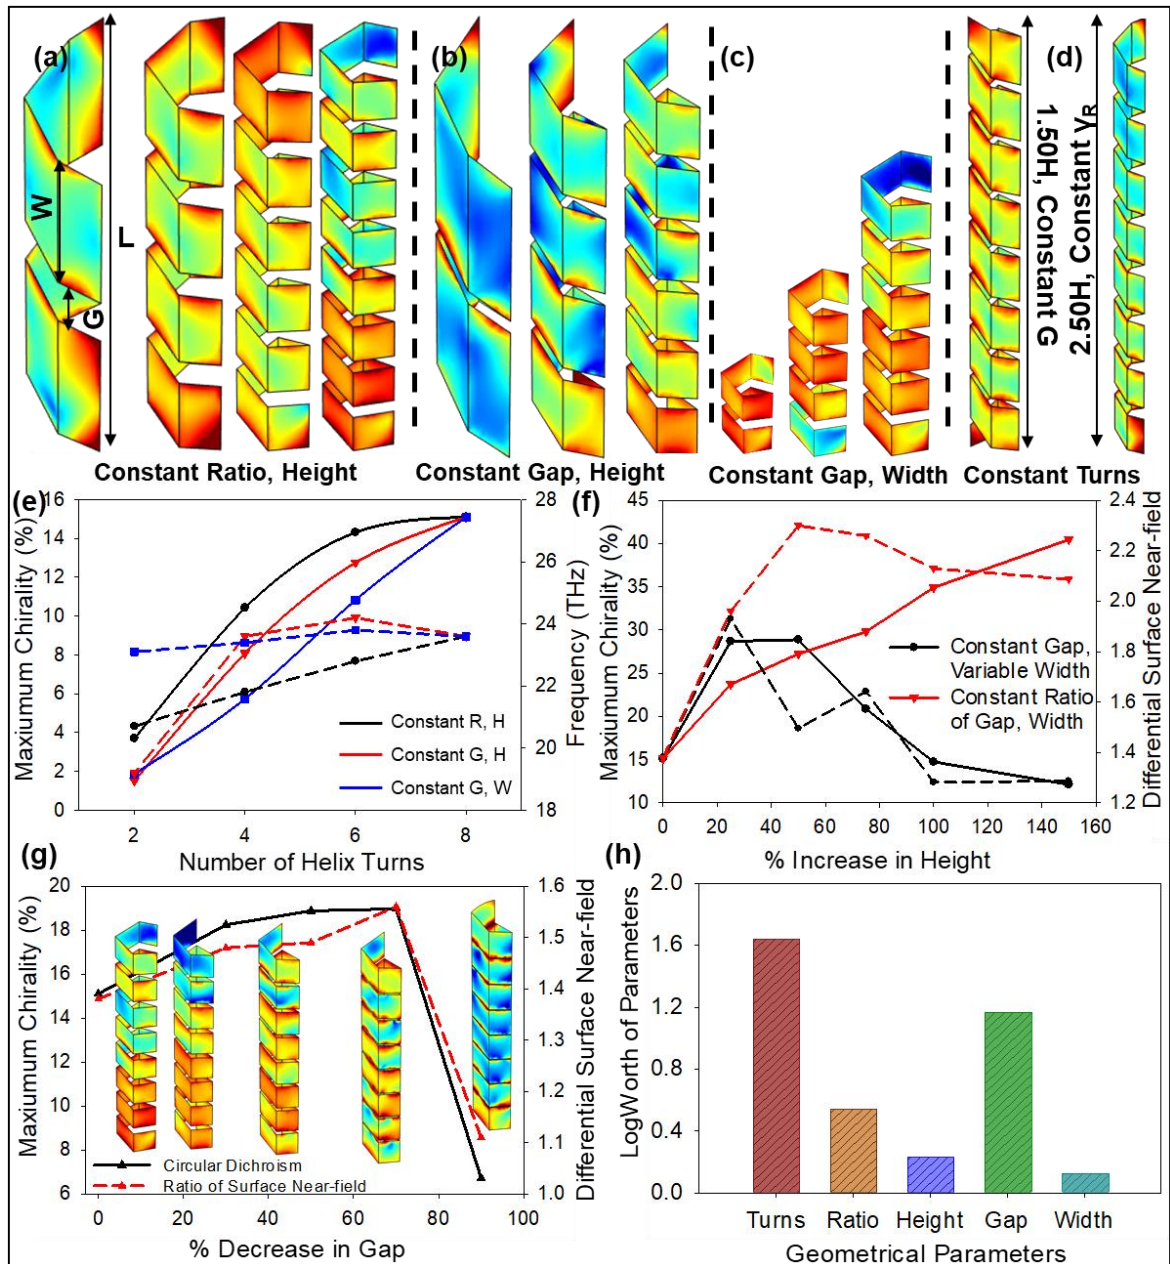 (a)
(b)
(c)
(d)
W
G
L
1.50H, Constant G
2.50H, Constant γR
Constant Ratio, Height
Constant Gap, Height
Constant Gap, Width
Constant Turns
(e)
Maxiumum Chirality (%)
16
14
12
10
8
6
4
2
0
28
26
24
22
20
18
Frequency (THz)
Constant R, H
Constant G, H
Constant G, W
2
4
6
8
Number of Helix Turns
(f)
Maxiumum Chirality (%)
45
40
35
30
25
20
15
10
2.4
2.2
2.0
1.8
1.6
1.4
1.2
Differential Surface Near-field
Constant Gap,
Variable Width
Constant Ratio
of Gap, Width
0
20
40
60
80
100
120
140
160
% Increase in Height
(g)
Maxiumum Chirality (%)
20
18
16
14
12
10
8
6
1.6
1.5
1.4
1.3
1.2
1.1
1.0
Differential Surface Near-field
Circular Dichroism
Ratio of Surface Near-field
0
20
40
60
80
100
% Decrease in Gap
(h)
LogWorth of Parameters
2.0
1.6
1.2
0.8
0.4
0.0
Turns
Ratio
Height
Gap
Width
Geometrical Parameters